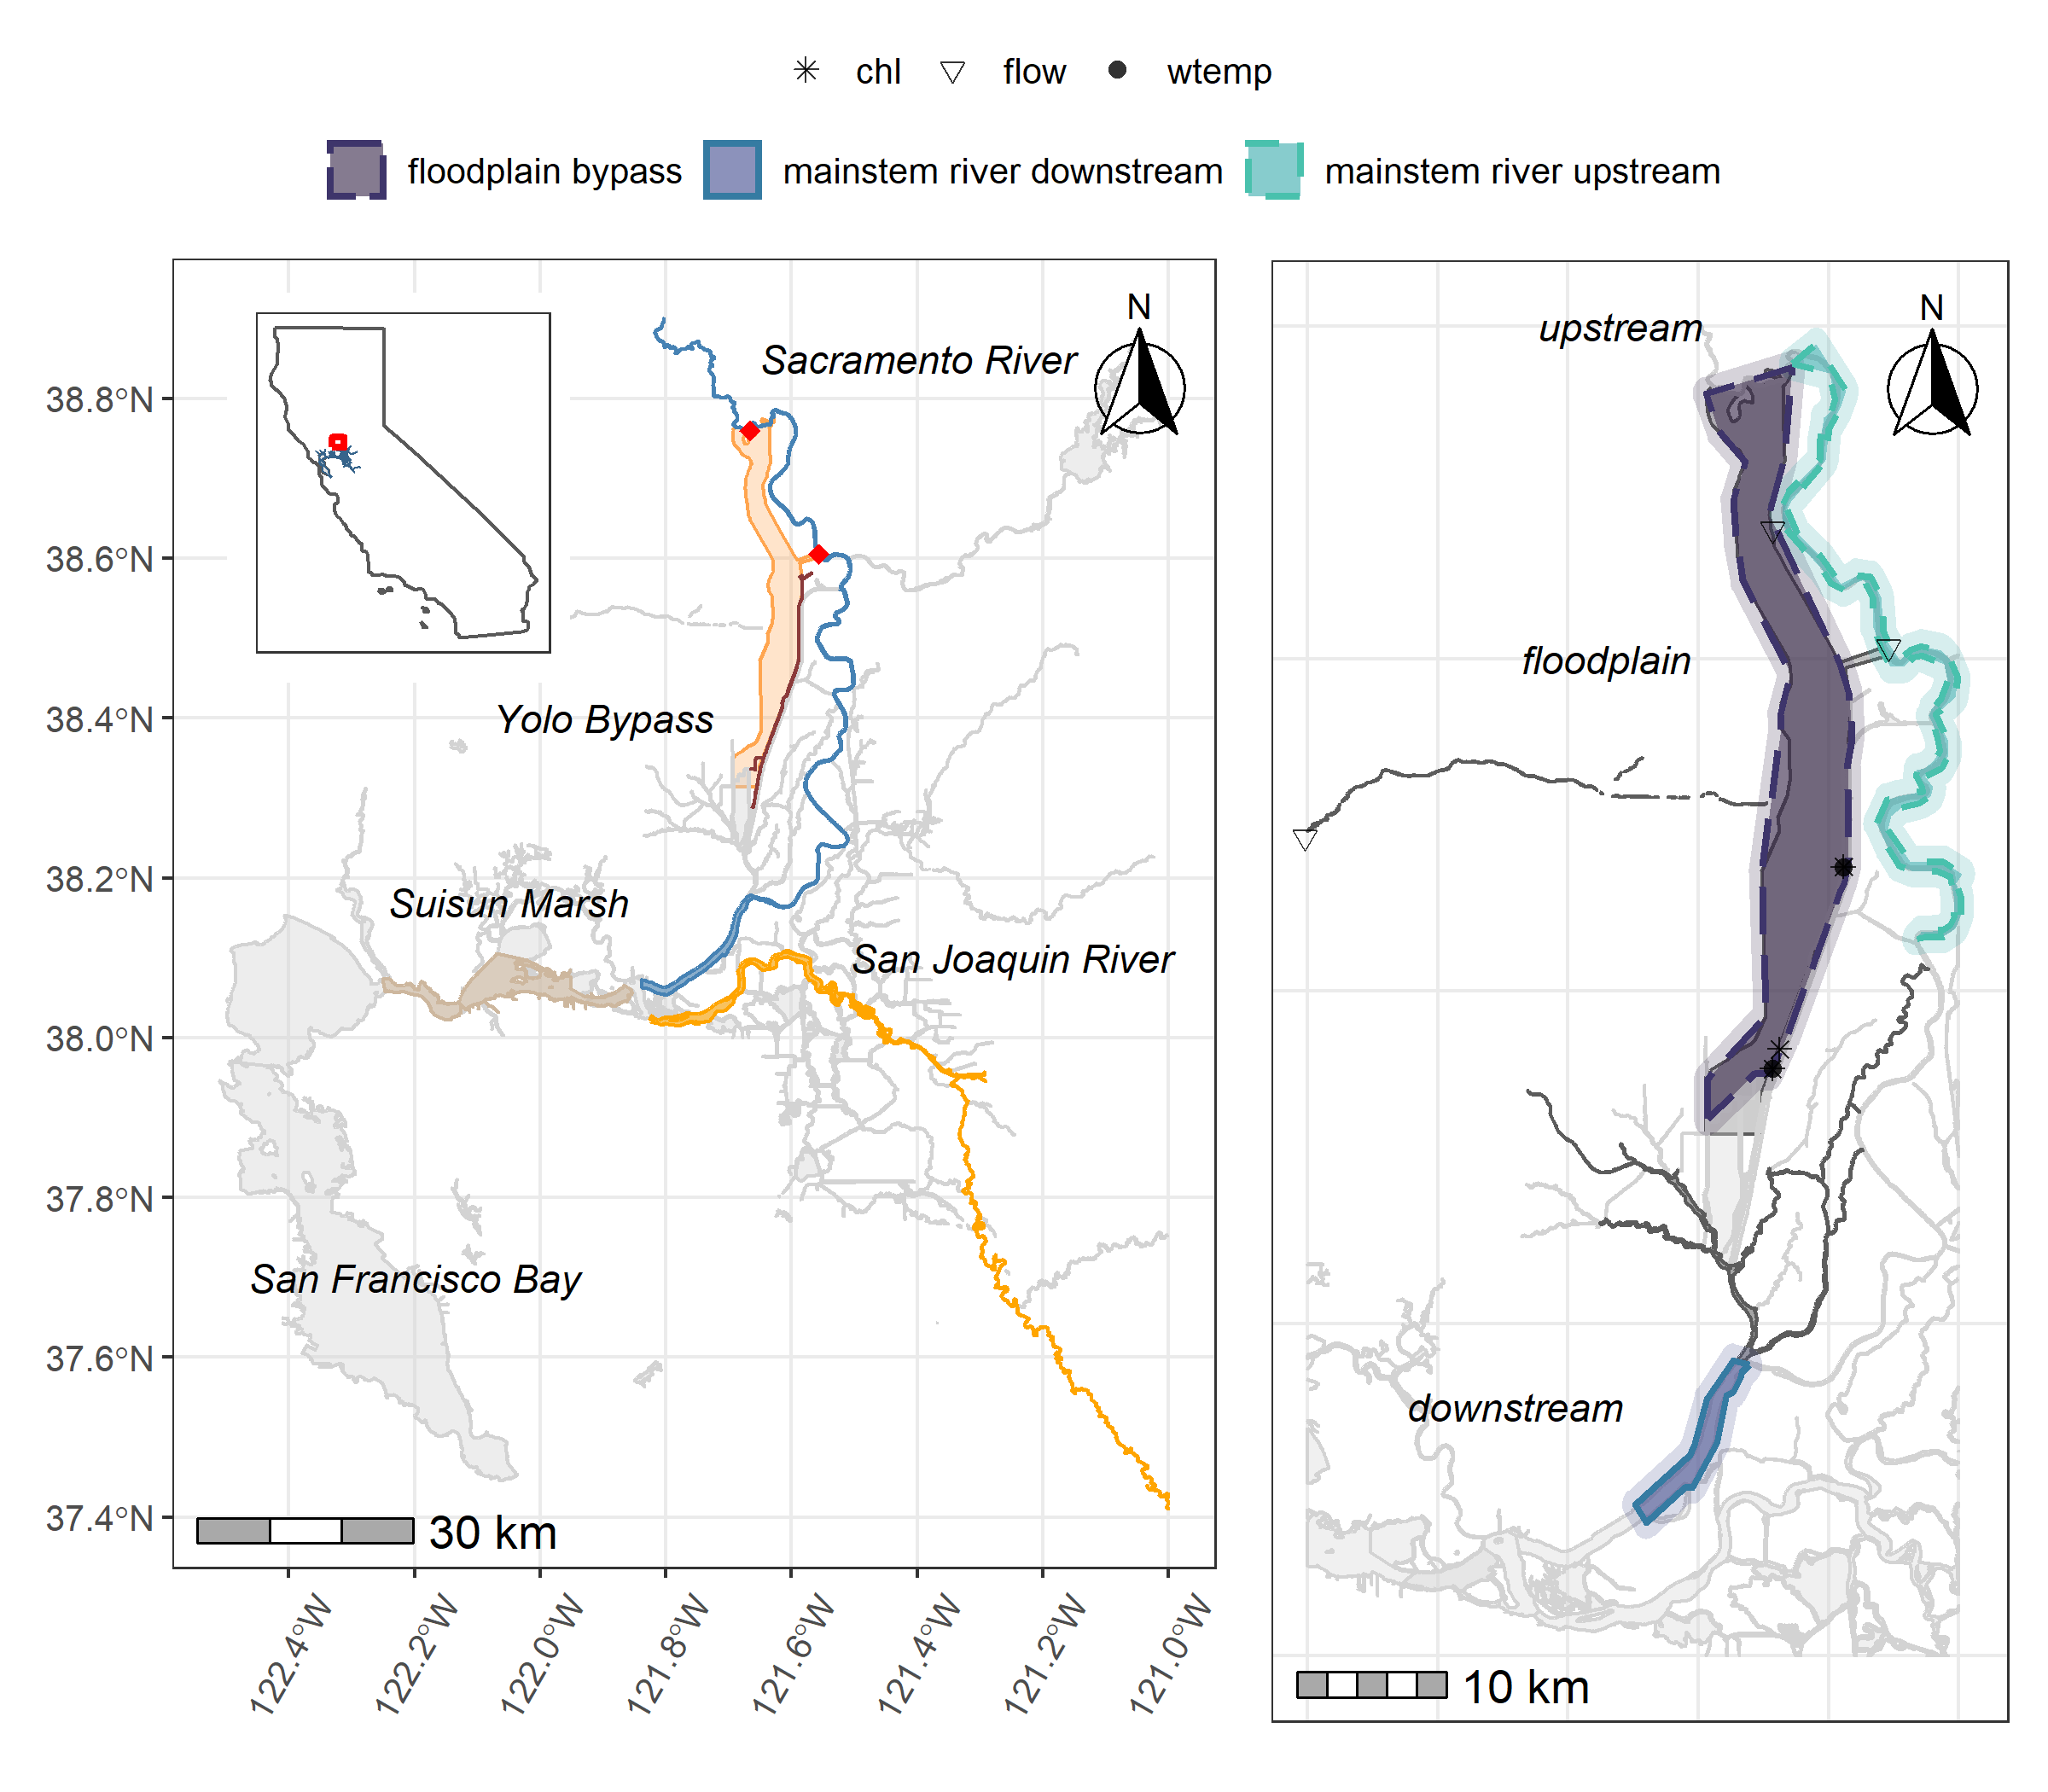 chl flow wtemp
floodplain bypass mainstem river downstream mainstem river upstream
N
Sacramento River
38.8°N
38.6°N
38.4°N
38.2°N
38.0°N
37.8°N
37.6°N
37.4°N
Yolo Bypass
Suisun Marsh
San Joaquin River
San Francisco Bay
30 km
122.4°W
122.2°W
122.0°W
121.8°W
121.6°W
121.4°W
121.2°W
121.0°W
N
upstream
floodplain
downstream
10 km